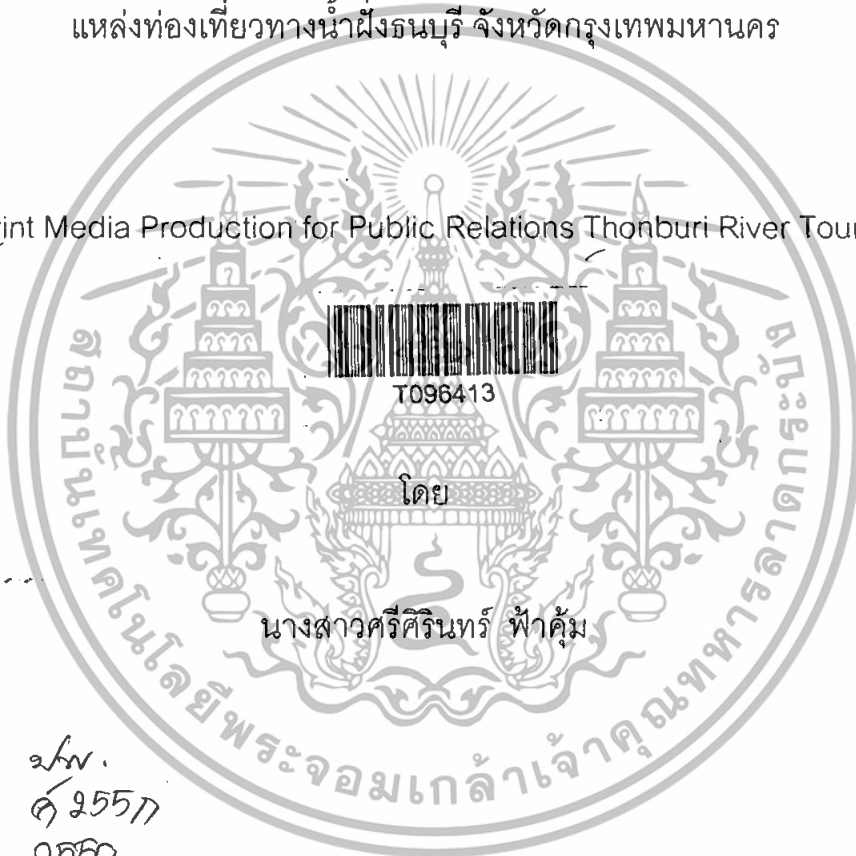 แหล่งท่องเที่ยวทางน้ำฝั่งธนบุรี จังหวัดกรุงเทพมหานคร
int Media Production for Public Relations Thonburi River Tour
T096413
โดย
นางสาวศรีศิรินทร์ ฟ้าคุ้ม
สถาบันเทคโนโลยีพระจอมเกล้าเจ้าคุณทหารลาดกระบัง
2550